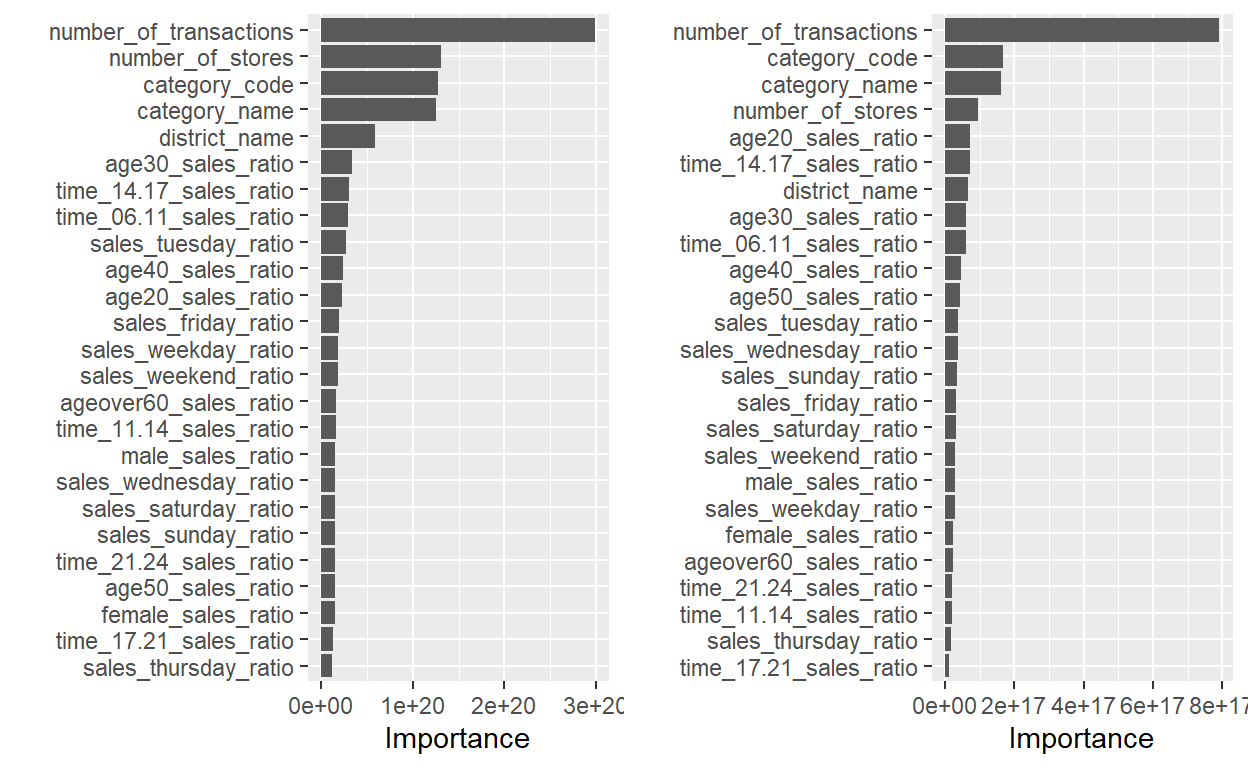 number_of_transactions
number_of_stores
category_code
category_name
district_name
age30_sales_ratio
time_14.17_sales_ratio
time_06.11_sales_ratio
sales_tuesday_ratio
age40_sales_ratio
age20_sales_ratio
sales_friday_ratio
sales_weekday_ratio
sales_weekend_ratio
ageover60_sales_ratio
time_11.14_sales_ratio
male_sales_ratio
sales_wednesday_ratio
sales_saturday_ratio
sales_sunday_ratio
time_21.24_sales_ratio
age50_sales_ratio
female_sales_ratio
time_17.21_sales_ratio
sales_thursday_ratio
0e+00 1e+20 2e+20 3e+20
Importance
number_of_transactions
category_code
category_name
number_of_stores
age20_sales_ratio
time_14.17_sales_ratio
district_name
age30_sales_ratio
time_06.11_sales_ratio
age40_sales_ratio
age50_sales_ratio
sales_tuesday_ratio
sales_wednesday_ratio
sales_sunday_ratio
sales_friday_ratio
sales_saturday_ratio
sales_weekend_ratio
male_sales_ratio
sales_weekday_ratio
female_sales_ratio
ageover60_sales_ratio
time_21.24_sales_ratio
time_11.14_sales_ratio
sales_thursday_ratio
time_17.21_sales_ratio
0e+00 2e+17 4e+17 6e+17 8e+17
Importance